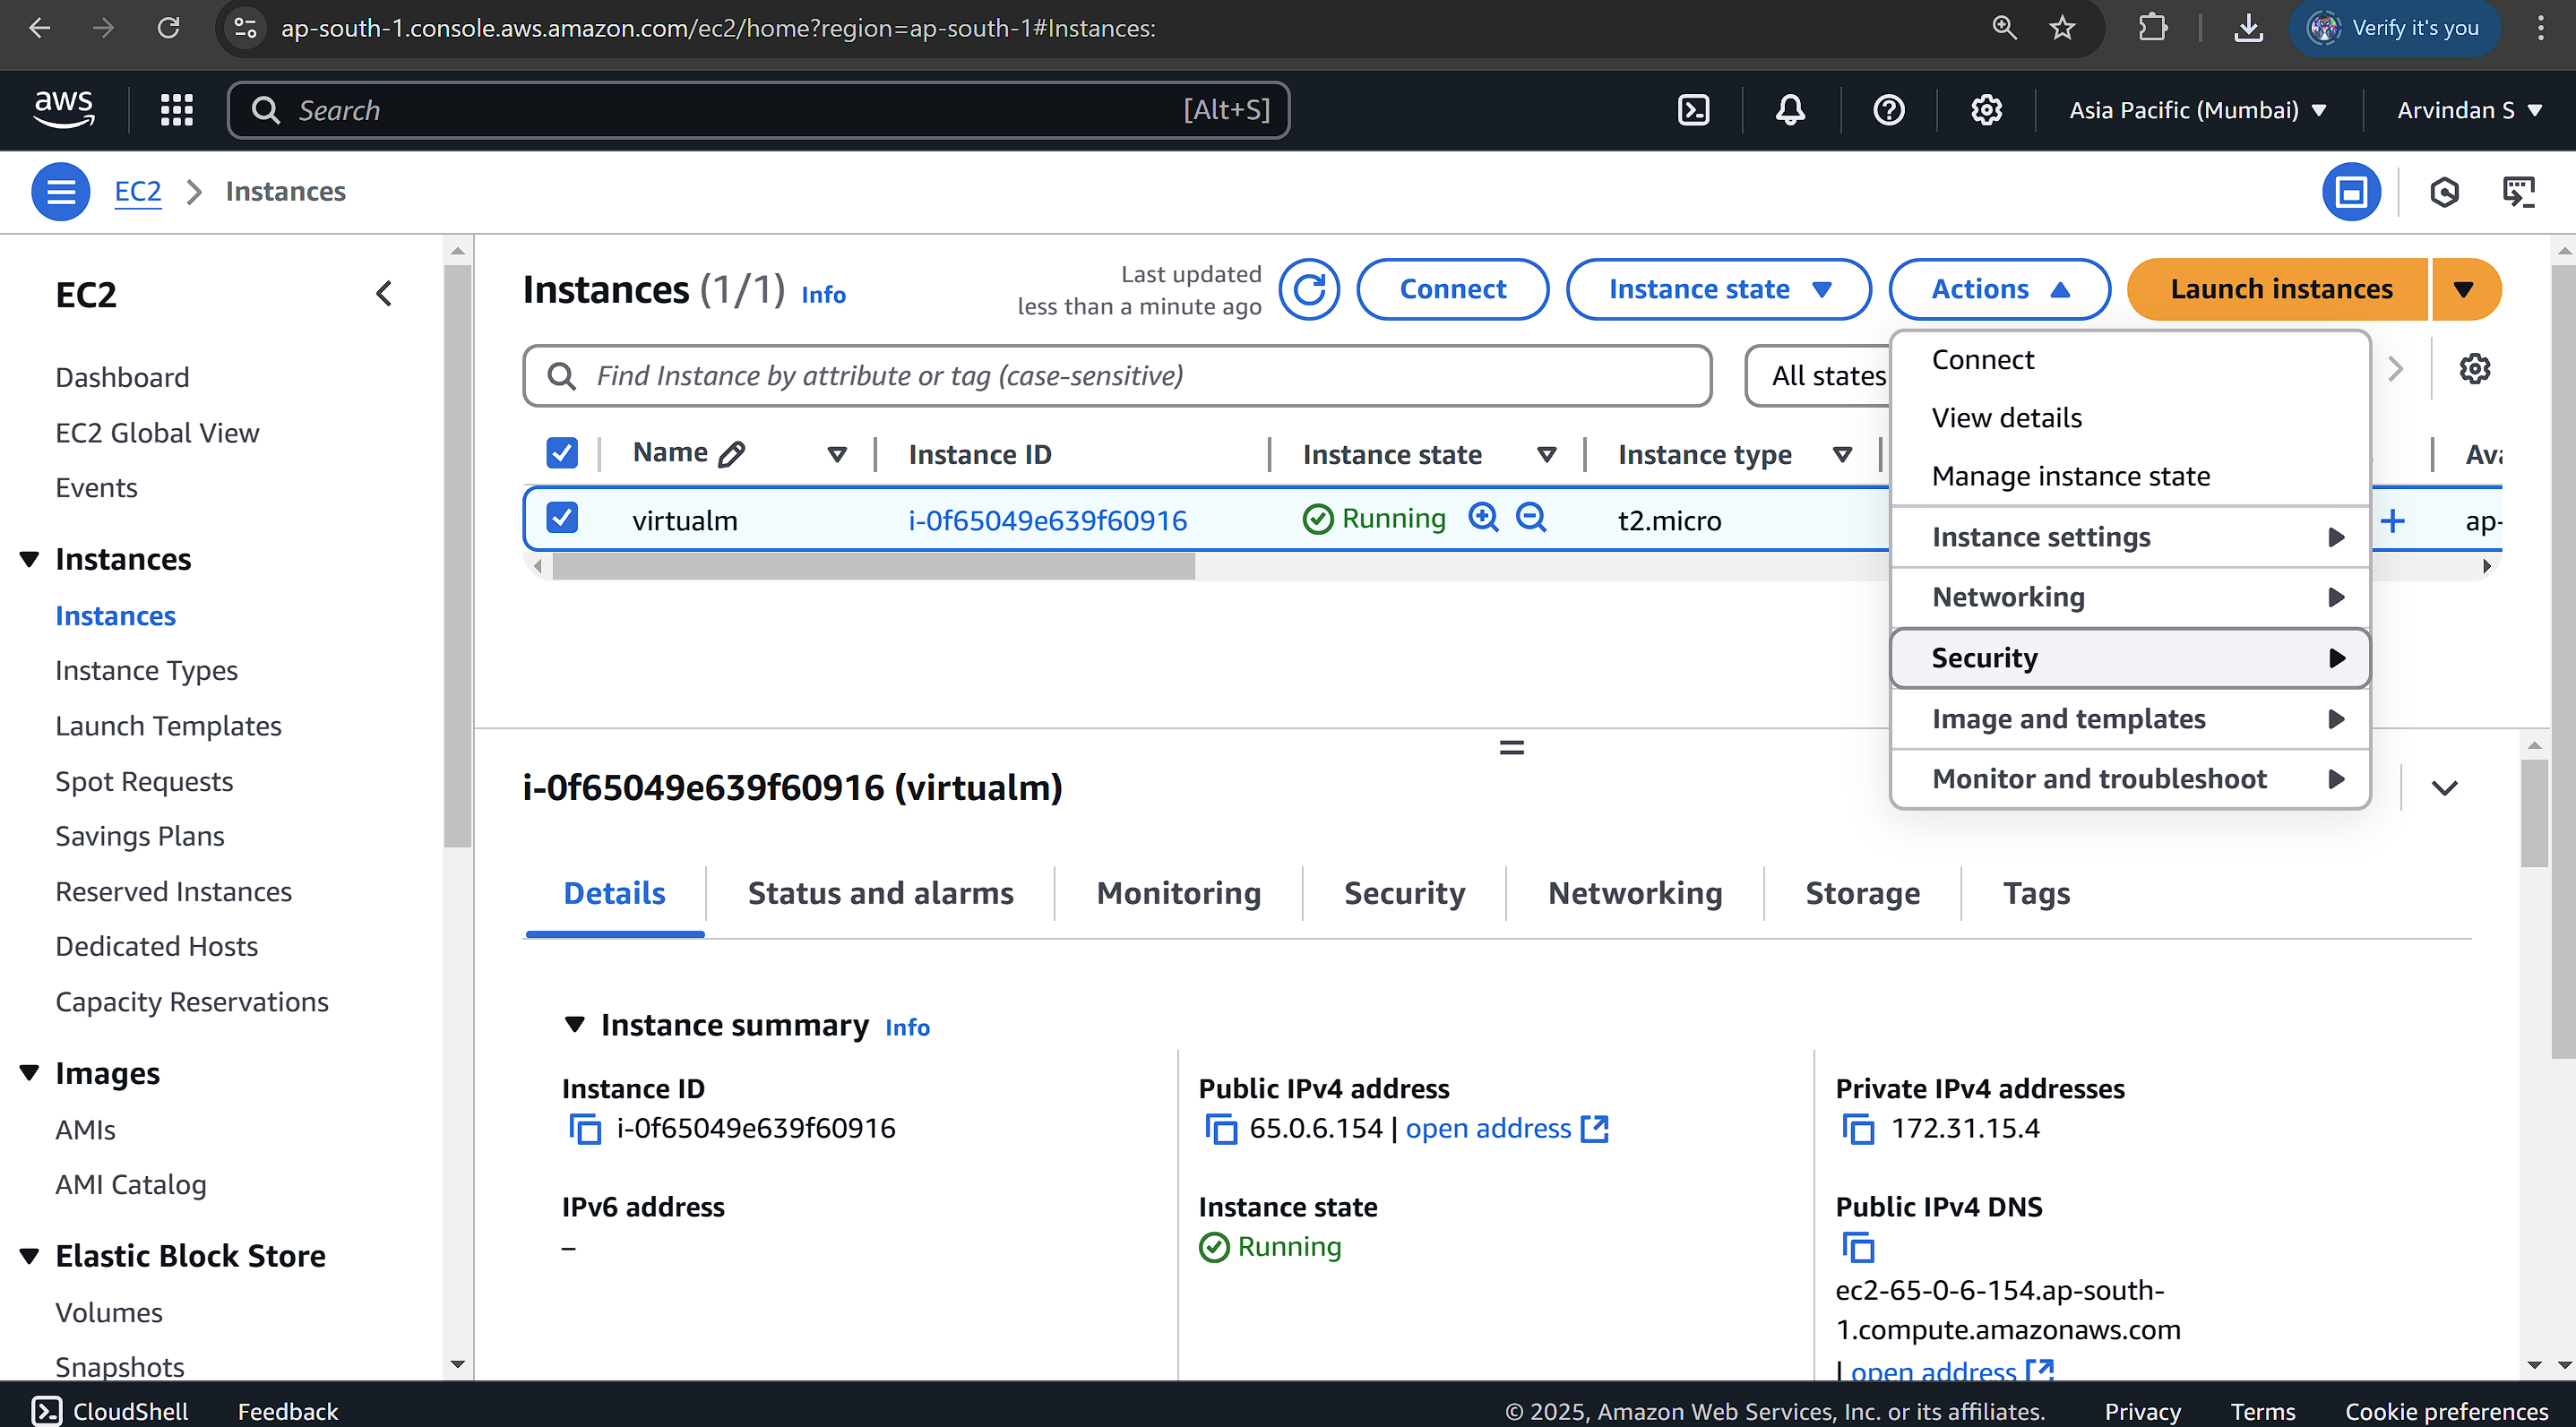 ap-south-1.console.aws.amazon.com/ec2/home?region=ap-south-1#Instances:
Verify it's you
aws
Search
[Alt+S]
Asia Pacific (Mumbai)
Arvindan S
EC2
Instances
EC2
Dashboard
EC2 Global View
Events
Instances
Instances
Instance Types
Launch Templates
Spot Requests
Savings Plans
Reserved Instances
Dedicated Hosts
Capacity Reservations
Images
AMIs
AMI Catalog
Elastic Block Store
Volumes
Snapshots
Instances (1/1) Info
Last updated
less than a minute ago
Connect
Instance state
Actions
Launch instances
Find Instance by attribute or tag (case-sensitive)
All states
Name
Instance ID
Instance state
Instance type
virtualm
i-0f65049e639f60916
Running
t2.micro
ap-
Connect
View details
Manage instance state
Instance settings
Networking
Security
Image and templates
Monitor and troubleshoot
i-0f65049e639f60916 (virtualm)
Details
Status and alarms
Monitoring
Security
Networking
Storage
Tags
Instance summary Info
Instance ID
i-0f65049e639f60916
Public IPv4 address
65.0.6.154 | open address
Private IPv4 addresses
172.31.15.4
IPv6 address
–
Instance state
Running
Public IPv4 DNS
ec2-65-0-6-154.ap-south-
1.compute.amazonaws.com
| open address
CloudShell
Feedback
© 2025, Amazon Web Services, Inc. or its affiliates.
Privacy
Terms
Cookie preferences